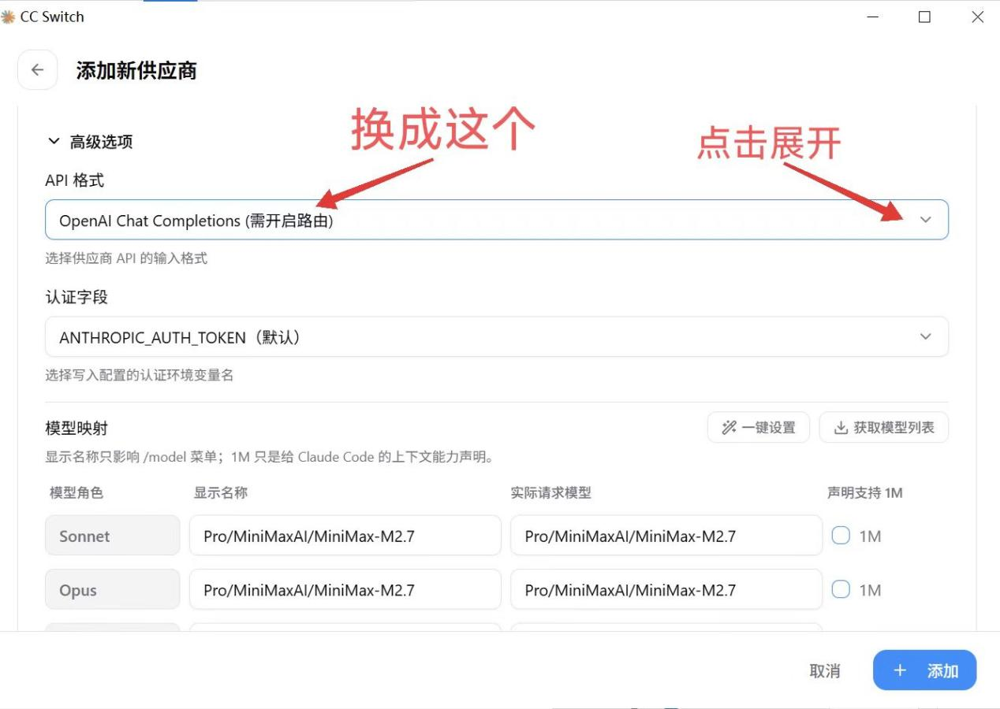 CC Switch
添加新供应商
换成这个
点击展开
高级选项
API 格式
OpenAI Chat Completions (需开启路由)
选择供应商 API 的输入格式
认证字段
ANTHROPIC_AUTH_TOKEN（默认）
选择写入配置的认证环境变量名
模型映射
一键设置
获取模型列表
显示名称只影响 /model 菜单；1M 只是给 Claude Code 的上下文能力声明。
模型角色 显示名称 实际请求模型 声明支持 1M
Sonnet Pro/MiniMaxAI/MiniMax-M2.7 Pro/MiniMaxAI/MiniMax-M2.7 1M
Opus Pro/MiniMaxAI/MiniMax-M2.7 Pro/MiniMaxAI/MiniMax-M2.7 1M
取消
+ 添加